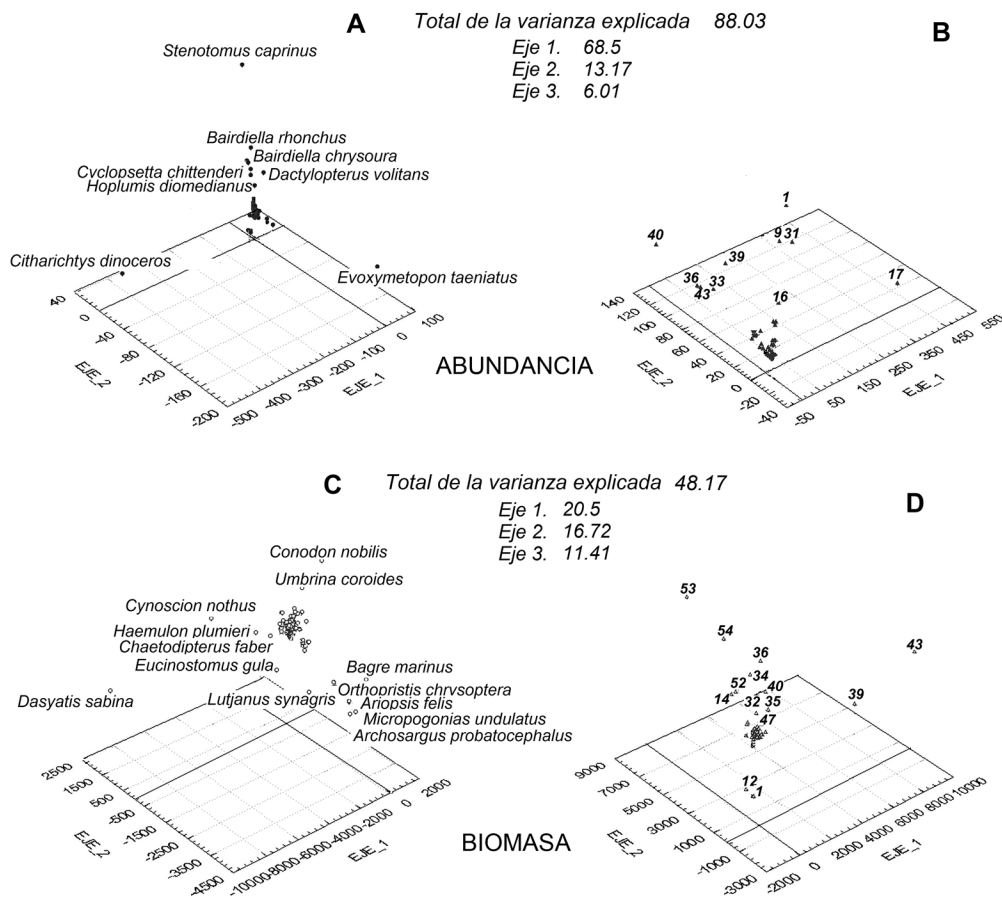 A
Total de la varianza explicada 88.03
B
Eje 1. 68.5
Eje 2. 13.17
Eje 3. 6.01
Stenotomus caprinus
Bairdiella rhonchus
Bairdiella chrysoura
Cyclopsetta chittenderi
Dactylopterus volitans
Hoplumis diomedianus
Citharichtys dinoceros
Evoxymetopon taeniatus
40
0
-40
-80
-120
-160
-200
EJE_2
-500
-400
-300
-200
-100
0
100
EJE_1
ABUNDANCIA
1
40
9 31
39
36
33
43
17
16
140
120
100
80
60
40
20
0
-20
-40
EJE_2
-50
50
150
250
350
450
550
EJE_1
C
Total de la varianza explicada 48.17
D
Eje 1. 20.5
Eje 2. 16.72
Eje 3. 11.41
Conodon nobilis
Umbrina coroides
Cynoscion nothus
Haemulon plumieri
Chaetodipterus faber
Eucinostomus gula
Bagre marinus
Dasyatis sabina
Lutjanus synagris
Orthopristis chrysoptera
Ariopsis felis
Micropogonias undulatus
Archosargus probatocephalus
2500
1500
500
-500
-1500
-2500
-3500
-4500
EJE_2
-10000
-8000
-6000
-4000
-2000
0
2000
EJE_1
BIOMASA
53
54
43
36
34
52
40
14
39
32
35
47
12
1
9000
7000
5000
3000
1000
-1000
-3000
EJE_2
-2000
0
2000
4000
6000
8000
10000
EJE_1